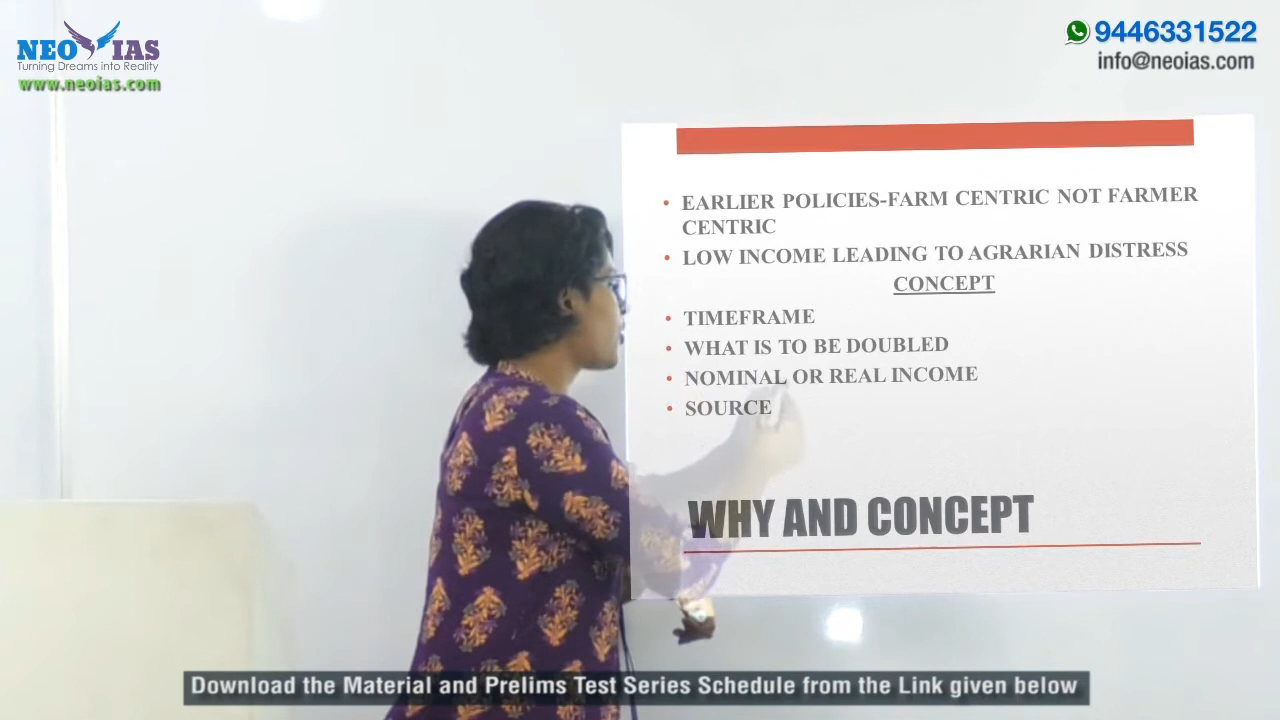 NEO IAS
Turning Dreams into Reality
www.neoias.com
9446331522
info@neoias.com
• EARLIER POLICIES-FARM CENTRIC NOT FARMER
CENTRIC
• LOW INCOME LEADING TO AGRARIAN DISTRESS
CONCEPT
• TIMEFRAME
• WHAT IS TO BE DOUBLED
• NOMINAL OR REAL INCOME
• SOURCE
WHY AND CONCEPT
Download the Material and Prelims Test Series Schedule from the Link given below